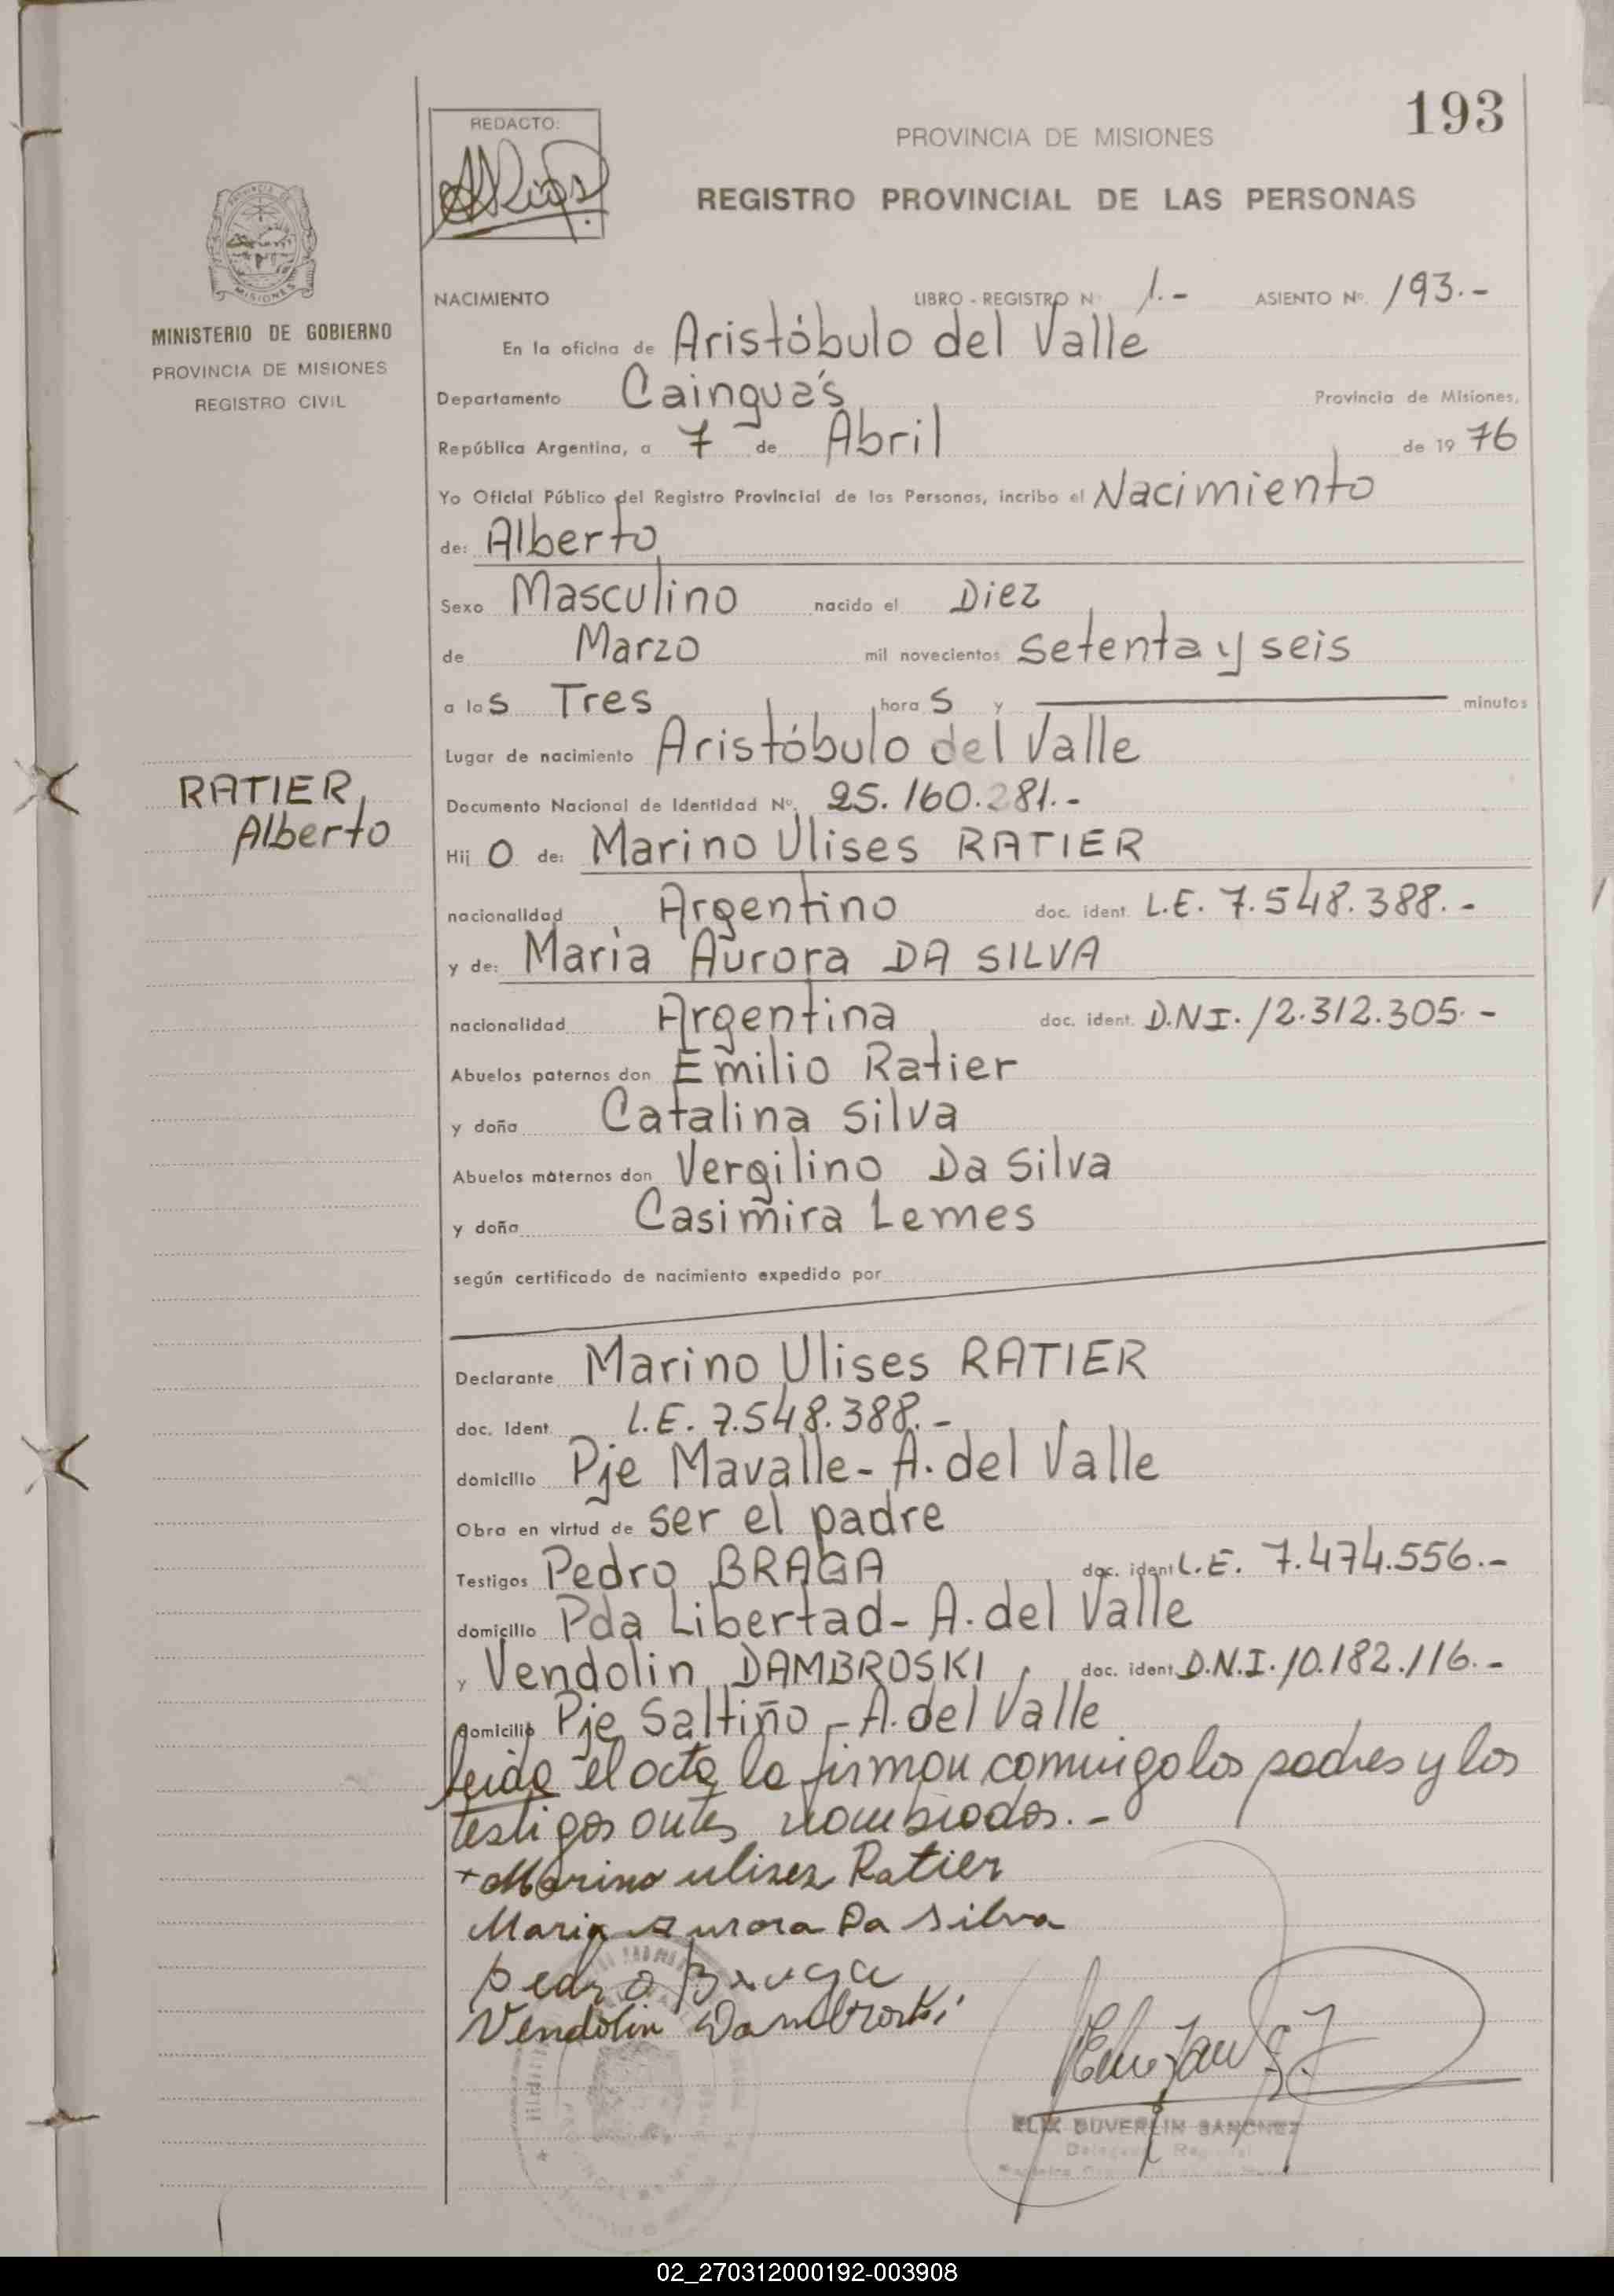 193
REDACTO:
PROVINCIA DE MISIONES
REGISTRO PROVINCIAL DE LAS PERSONAS
MISIONES
MINISTERIO DE GOBIERNO
PROVINCIA DE MISIONES
REGISTRO CIVIL
NACIMIENTO LIBRO - REGISTRO Nº 1.- ASIENTO Nº. 193.-
En la oficina de Aristóbulo del Valle
Departamento Cainguás Provincia de Misiones,
República Argentina, a 7 de Abril de 1976
Yo Oficial Público del Registro Provincial de las Personas, incribo el Nacimiento
de: Alberto
Sexo Masculino nacido el Diez
de Marzo mil novecientos setenta y seis
a las Tres horas y minutos
Lugar de nacimiento Aristóbulo del Valle
RATIER,
Alberto
Documento Nacional de Identidad Nº. 25.160.281.-
Hijo de: Marino Ulises RATIER
nacionalidad Argentino doc. ident. L.E. 7.548.388.-
y de: María Aurora DA SILVA
nacionalidad Argentina doc. ident. D.N.I. 12.312.305.-
Abuelos paternos don Emilio Ratier
y doña Catalina Silva
Abuelos maternos don Vergilino Da Silva
y doña Casimira Lemes
según certificado de nacimiento expedido por
Declarante Marino Ulises RATIER
doc. Ident. L.E. 7.548.388.-
domicilio Pje Mavalle- A. del Valle
Obra en virtud de ser el padre
Testigos Pedro BRAGA doc. ident L.E. 7.474.556.-
domicilio Pda Libertad- A. del Valle
y Vendolin DAMBROSKI, doc. ident D.N.I. 10.182.116.-
domicilio Pje Saltiño - A. del Valle
leida el acta la firman conmigo los padres y los
testigos antes nombrados.-
+ Marino ulises Ratier
Maria Aurora Da Silva
Pedro Braga
Vendolin Dambroski
DUVERLIN SANCHEZ
02_270312000192-003908